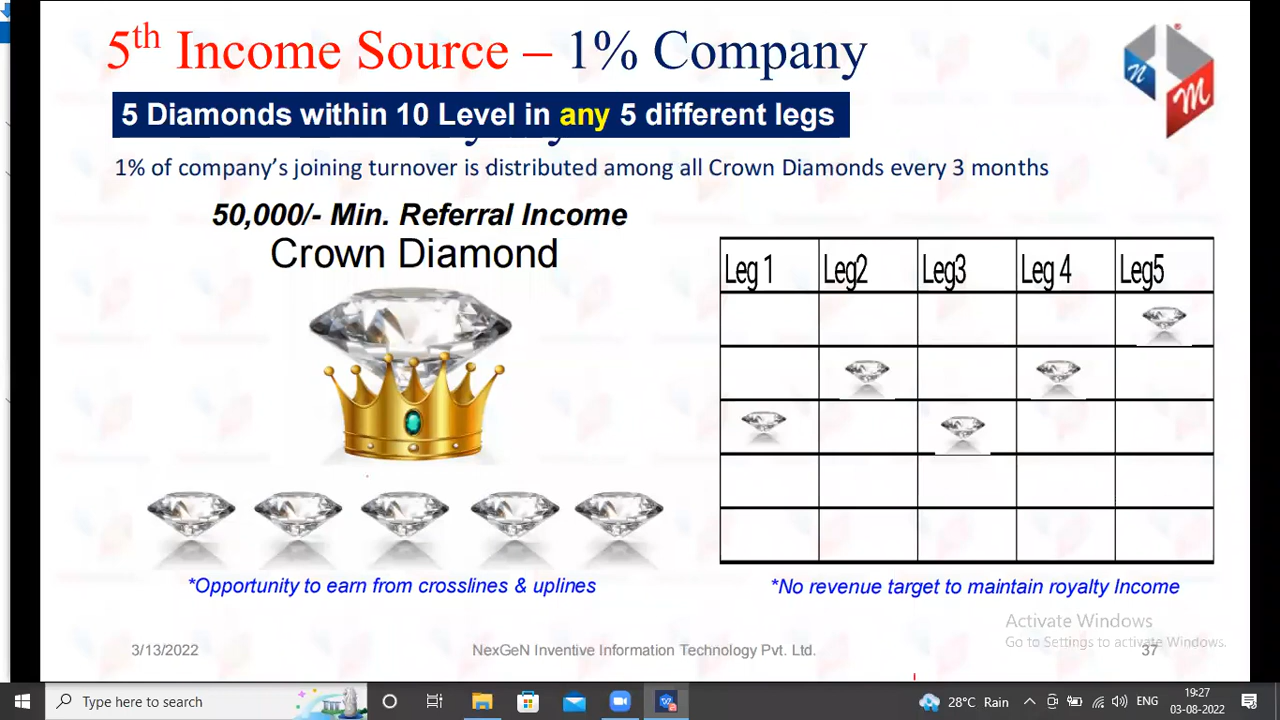 5th Income Source – 1% Company
5 Diamonds within 10 Level in any 5 different legs
1% of company's joining turnover is distributed among all Crown Diamonds every 3 months
50,000/- Min. Referral Income
Crown Diamond
Leg 1 Leg2 Leg3 Leg 4 Leg5
*Opportunity to earn from crosslines & uplines
*No revenue target to maintain royalty Income
Activate Windows
Go to Settings to activate Windows.
3/13/2022 NexGeN Inventive Information Technology Pvt. Ltd. 37
Type here to search
28°C Rain
ENG
19:27
03-08-2022
n
m